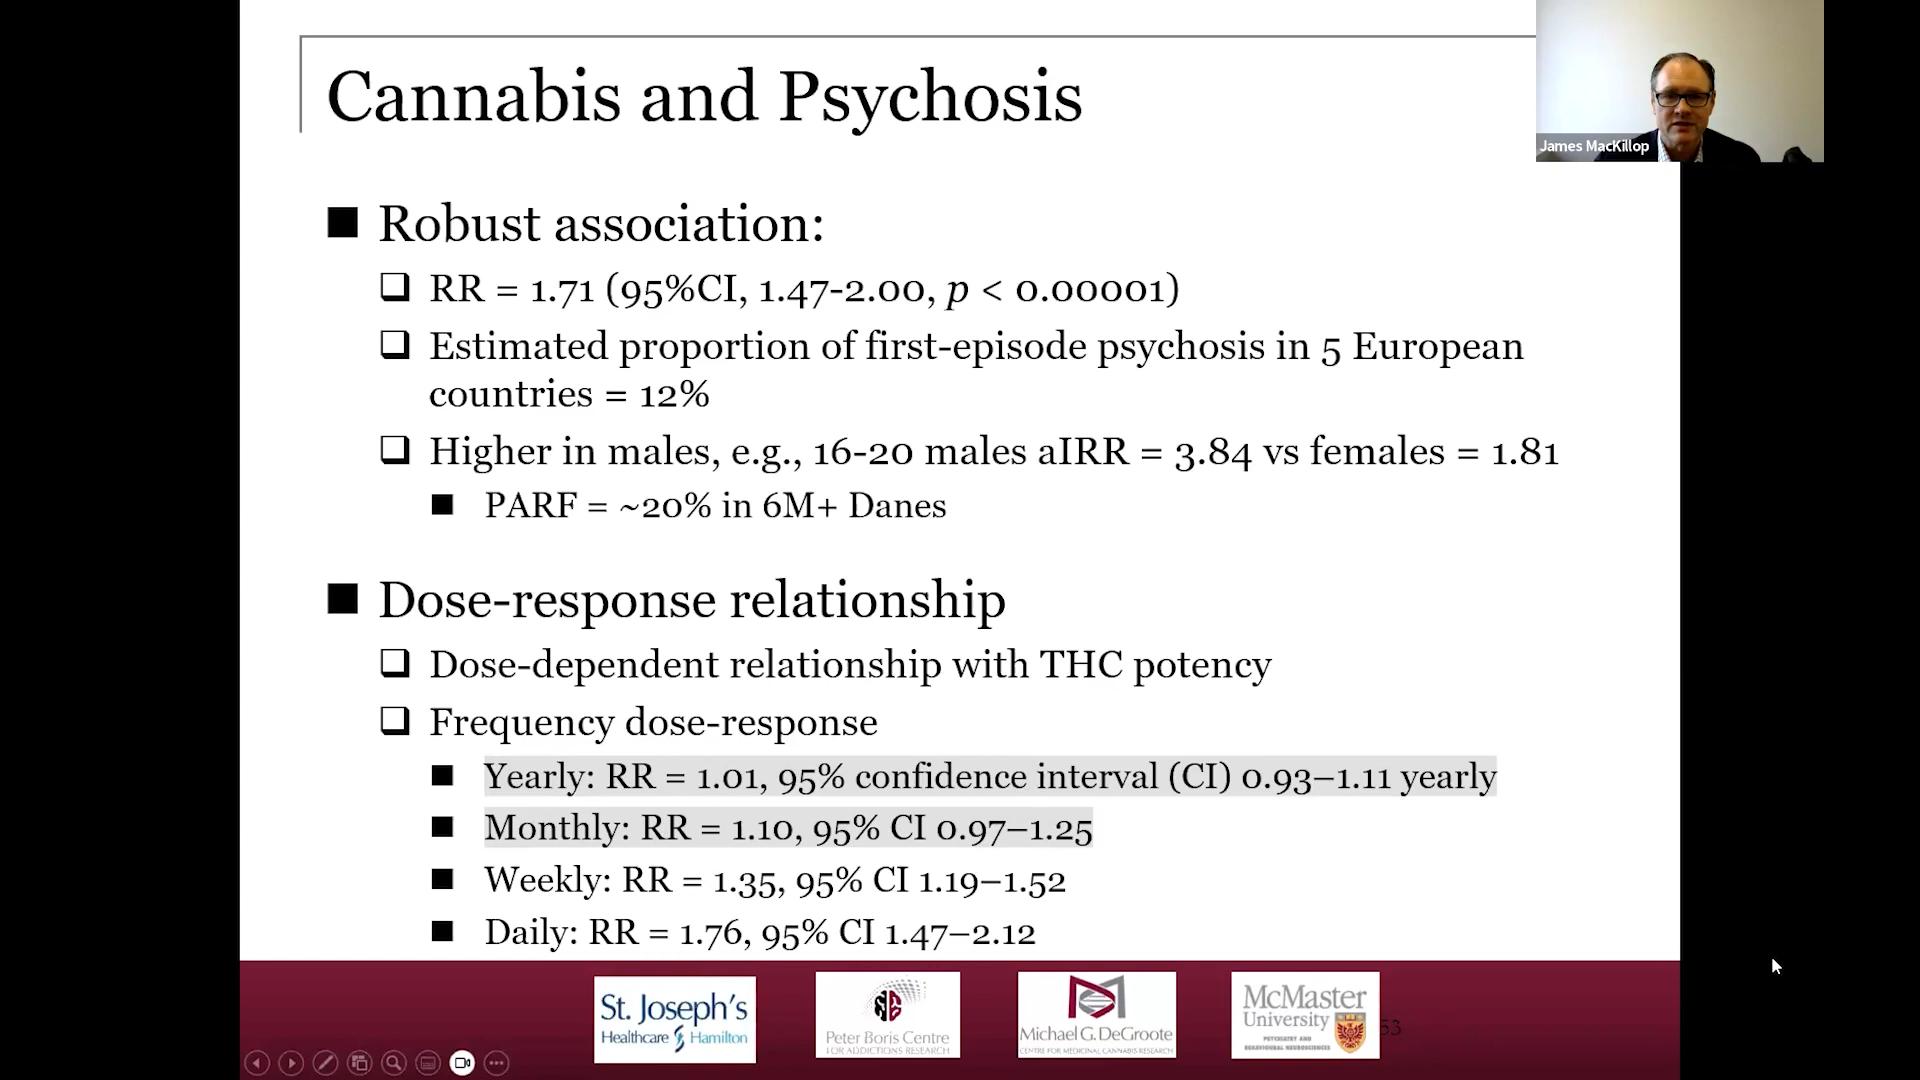 Cannabis and Psychosis
James MacKillop
Robust association:
RR = 1.71 (95%CI, 1.47-2.00, p < 0.00001)
Estimated proportion of first-episode psychosis in 5 European
countries = 12%
Higher in males, e.g., 16-20 males aIRR = 3.84 vs females = 1.81
PARF = ~20% in 6M+ Danes
Dose-response relationship
Dose-dependent relationship with THC potency
Frequency dose-response
Yearly: RR = 1.01, 95% confidence interval (CI) 0.93–1.11 yearly
Monthly: RR = 1.10, 95% CI 0.97–1.25
Weekly: RR = 1.35, 95% CI 1.19–1.52
Daily: RR = 1.76, 95% CI 1.47–2.12
St. Joseph's
Healthcare Hamilton
Peter Boris Centre
FOR ADDICTIONS RESEARCH
Michael G. DeGroote
CENTRE FOR MEDICINAL CANNABIS RESEARCH
McMaster
University
PSYCHIATRY AND
BEHAVIOURAL NEUROSCIENCES
53